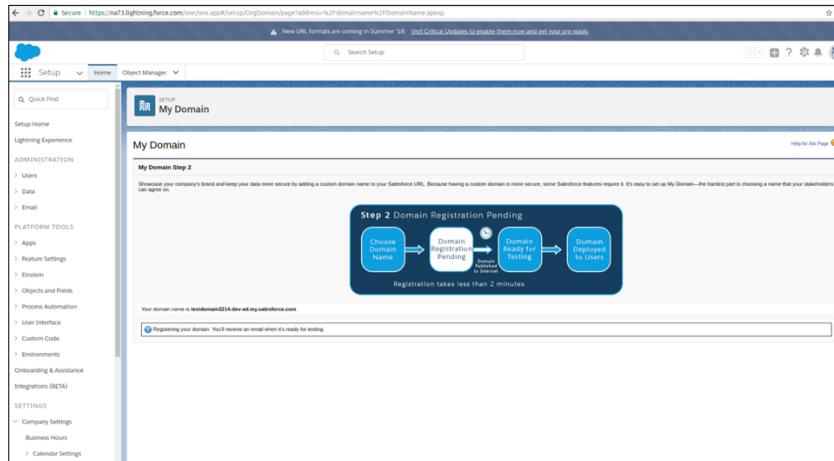 Secure
https://na73.lightning.force.com/one/one.app#/setup/OrgDomain/page?address=%2Fdomainname%2FDomainName.apexp
New URL formats are coming in Summer '18. Visit Critical Updates to enable them now and get your org ready.
Search Setup
Setup
Home
Object Manager
Quick Find
SETUP
My Domain
Setup Home
Lightning Experience
ADMINISTRATION
Users
Data
Email
PLATFORM TOOLS
Apps
Feature Settings
Einstein
Objects and Fields
Process Automation
User Interface
Custom Code
Environments
Onboarding & Assistance
Integrations (BETA)
SETTINGS
Company Settings
Business Hours
Calendar Settings
My Domain
Help for this Page
My Domain Step 2
Showcase your company's brand and keep your data more secure by adding a custom domain name to your Salesforce URL. Because having a custom domain is more secure, some Salesforce features require it. It's easy to set up My Domain—the hardest part is choosing a name that your stakeholders
can agree on.
Step 2 Domain Registration Pending
Choose
Domain
Name
Domain
Registration
Pending
Domain
Published
to Internet
Domain
Ready for
Testing
Domain
Deployed
to Users
Registration takes less than 2 minutes
Your domain name is testdomain3214-dev-ed.my.salesforce.com
Registering your domain. You'll receive an email when it's ready for testing.